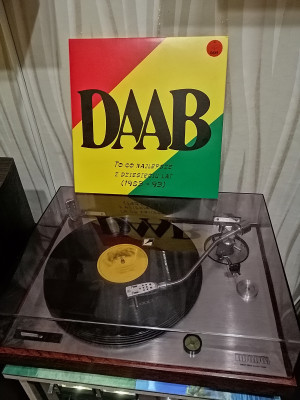 DAAB
TO CO NAJLEPSZE
Z DZIESIĘCIU LAT
(1983 - 93)